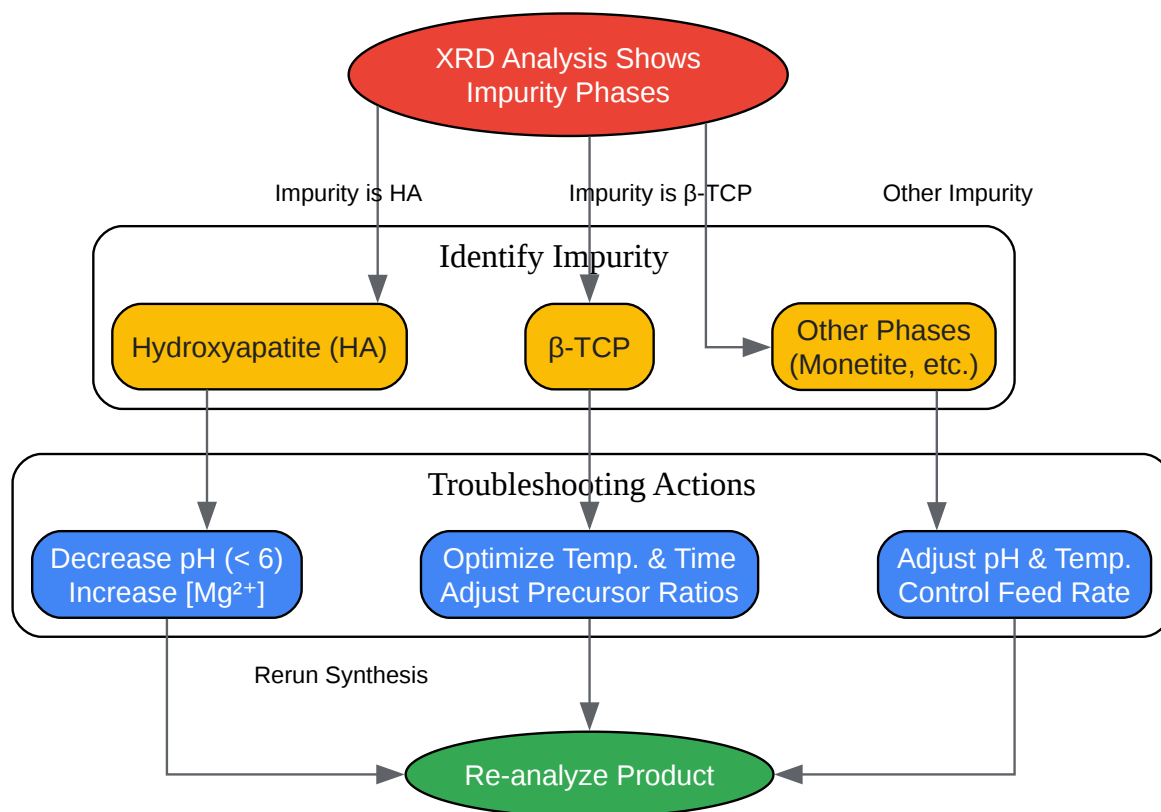 XRD Analysis Shows
Impurity Phases
Impurity is HA
Impurity is β-TCP
Other Impurity
Identify Impurity
Hydroxyapatite (HA)
β-TCP
Other Phases
(Monetite, etc.)
Troubleshooting Actions
Decrease pH (< 6)
Increase [Mg²⁺]
Optimize Temp. & Time
Adjust Precursor Ratios
Adjust pH & Temp.
Control Feed Rate
Rerun Synthesis
Re-analyze Product